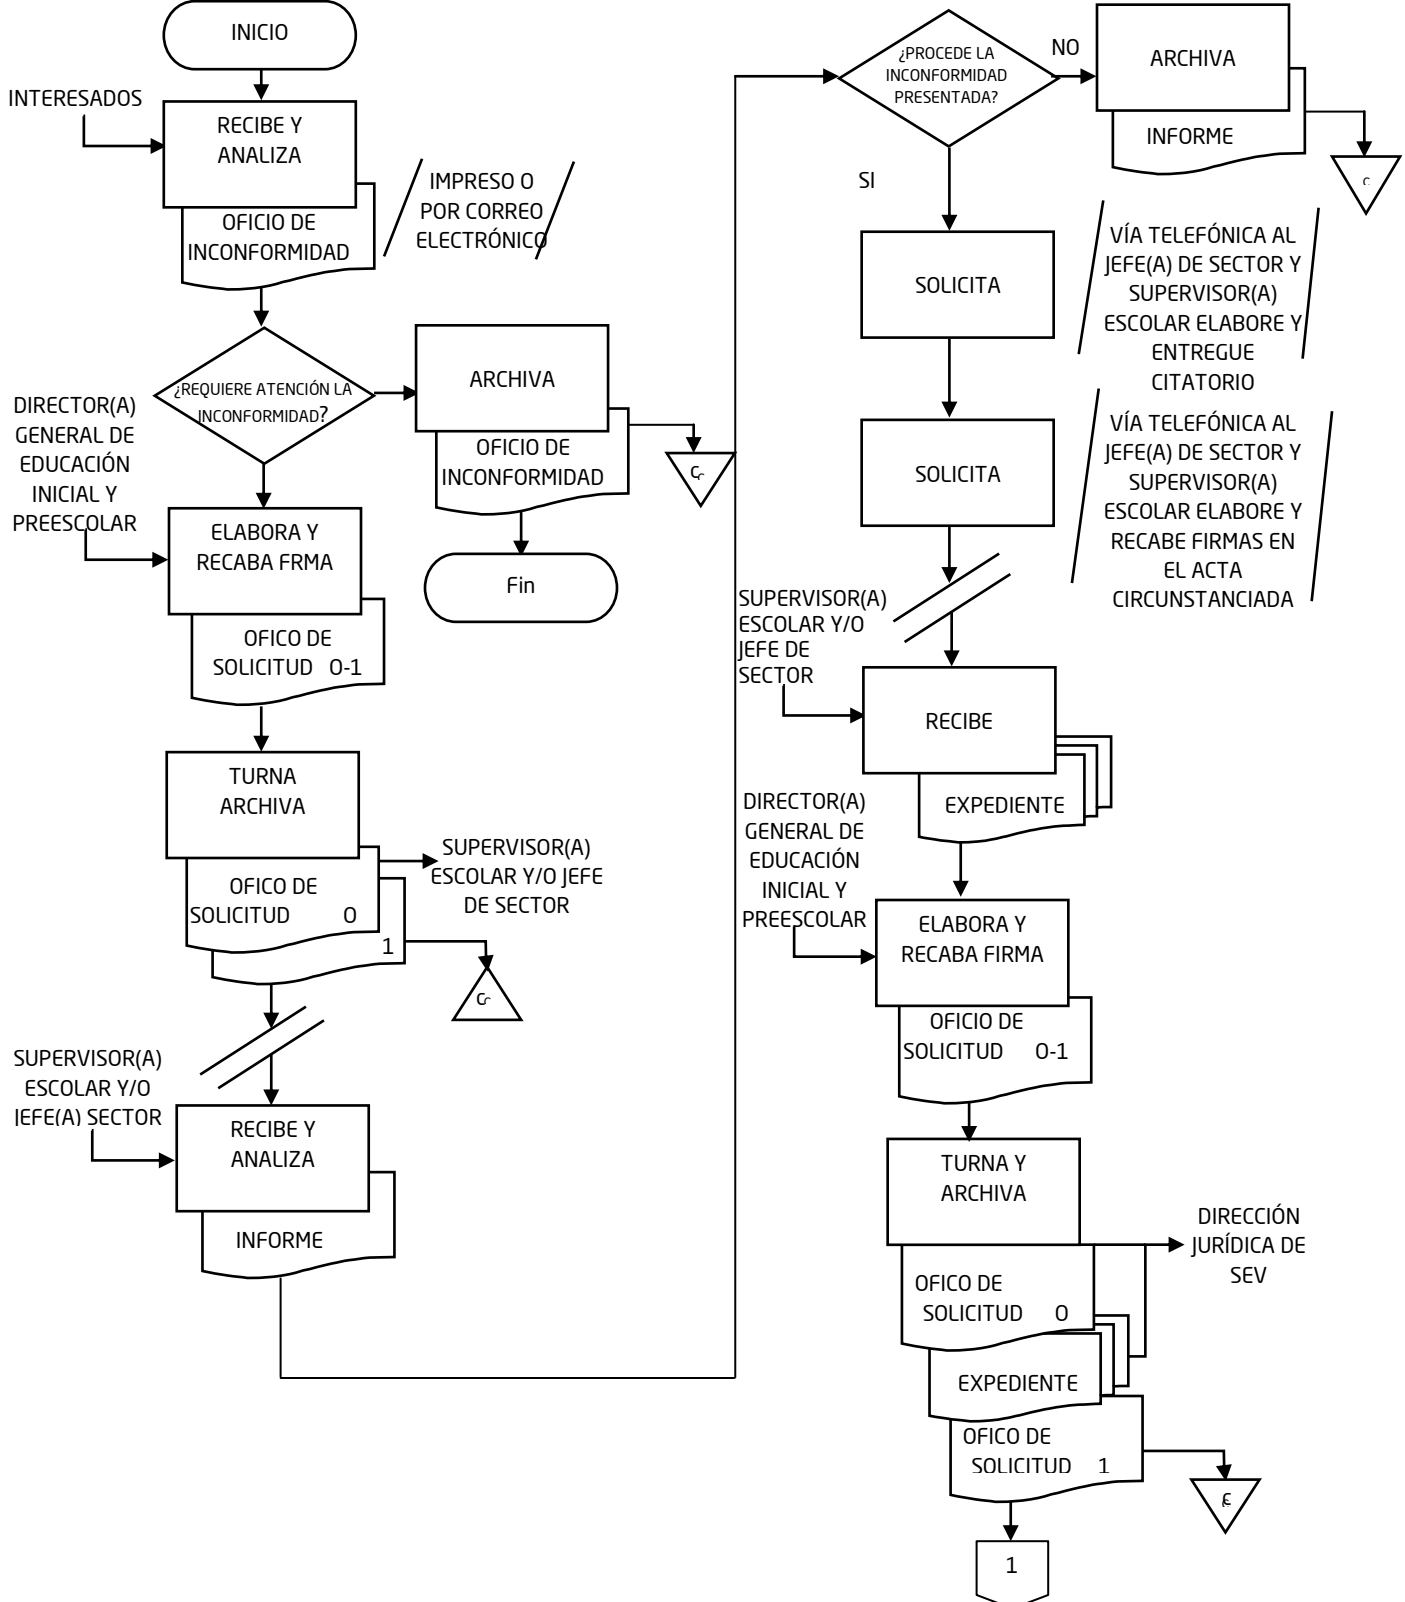 INICIO
INTERESADOS
RECIBE Y
ANALIZA
OFICIO DE
INCONFORMIDAD
IMPRESO O
POR CORREO
ELECTRÓNICO
¿REQUIERE ATENCIÓN LA
INCONFORMIDAD?
ARCHIVA
OFICIO DE
INCONFORMIDAD
C
Fin
DIRECTOR(A)
GENERAL DE
EDUCACIÓN
INICIAL Y
PREESCOLAR
ELABORA Y
RECABA FRMA
OFICO DE
SOLICITUD 0-1
TURNA
ARCHIVA
OFICO DE
SOLICITUD 0
1
SUPERVISOR(A)
ESCOLAR Y/O JEFE
DE SECTOR
C
SUPERVISOR(A)
ESCOLAR Y/O
JEFE(A) SECTOR
RECIBE Y
ANALIZA
INFORME
¿PROCEDE LA
INCONFORMIDAD
PRESENTADA?
NO
ARCHIVA
INFORME
C
SI
SOLICITA
VÍA TELEFÓNICA AL
JEFE(A) DE SECTOR Y
SUPERVISOR(A)
ESCOLAR ELABORE Y
ENTREGUE
CITATORIO
SOLICITA
VÍA TELEFÓNICA AL
JEFE(A) DE SECTOR Y
SUPERVISOR(A)
ESCOLAR ELABORE Y
RECABE FIRMAS EN
EL ACTA
CIRCUNSTANCIADA
SUPERVISOR(A)
ESCOLAR Y/O
JEFE DE
SECTOR
RECIBE
EXPEDIENTE
DIRECTOR(A)
GENERAL DE
EDUCACIÓN
INICIAL Y
PREESCOLAR
ELABORA Y
RECABA FIRMA
OFICIO DE
SOLICITUD 0-1
TURNA Y
ARCHIVA
DIRECCIÓN
JURÍDICA DE
SEV
OFICO DE
SOLICITUD 0
EXPEDIENTE
OFICO DE
SOLICITUD 1
1